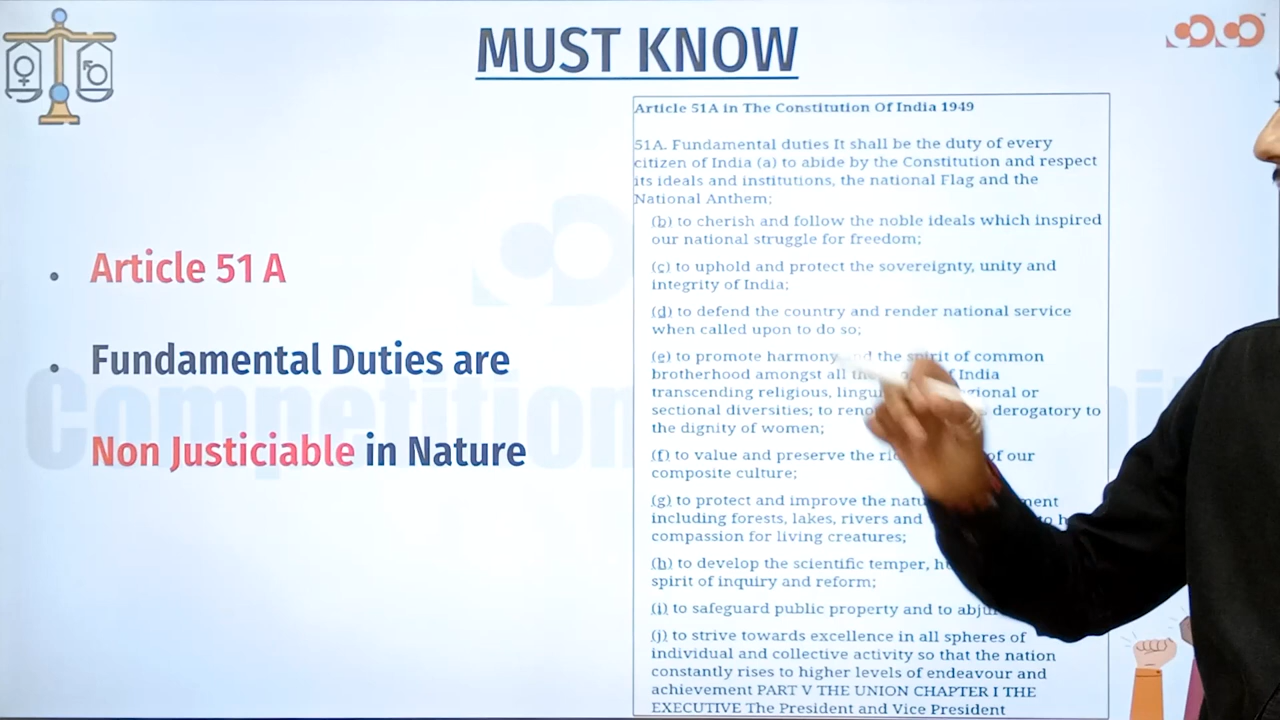 MUST KNOW
Article 51 A
Fundamental Duties are
Non Justiciable in Nature
Article 51A in The Constitution Of India 1949
51A. Fundamental duties It shall be the duty of every
citizen of India (a) to abide by the Constitution and respect
its ideals and institutions, the national Flag and the
National Anthem;
(b) to cherish and follow the noble ideals which inspired
our national struggle for freedom;
(c) to uphold and protect the sovereignty, unity and
integrity of India;
(d) to defend the country and render national service
when called upon to do so;
(e) to promote harmony and the spirit of common
brotherhood amongst all the of India
transcending religious, or
sectional diversities; to derogatory to
the dignity of women;
(f) to value and preserve the of our
composite culture;
(g) to protect and improve the
including forests, lakes, rivers and to
compassion for living creatures;
(h) to develop the scientific temper,
spirit of inquiry and reform;
(i) to safeguard public property and to
(j) to strive towards excellence in all spheres of
individual and collective activity so that the nation
constantly rises to higher levels of endeavour and
achievement PART V THE UNION CHAPTER I THE
EXECUTIVE The President and Vice President
Competition